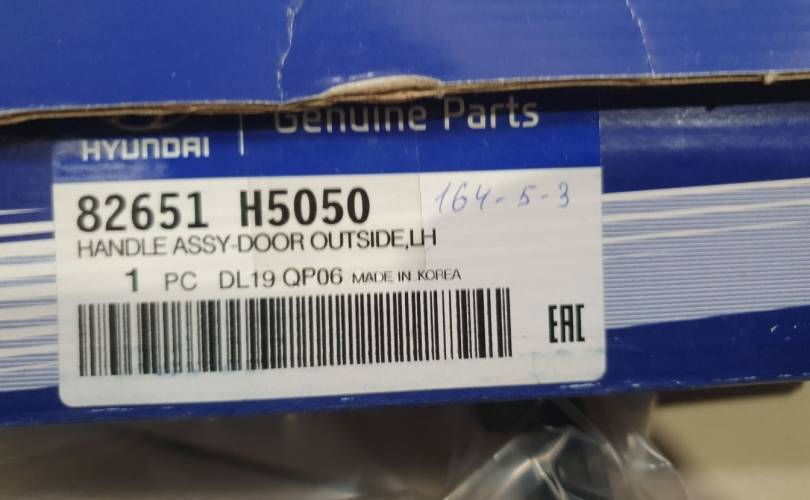 Genuine Parts
HYUNDAI
82651 H5050
164-5-3
HANDLE ASSY-DOOR OUTSIDE,LH
1 PC DL19 QP06 MADE IN KOREA
EAC